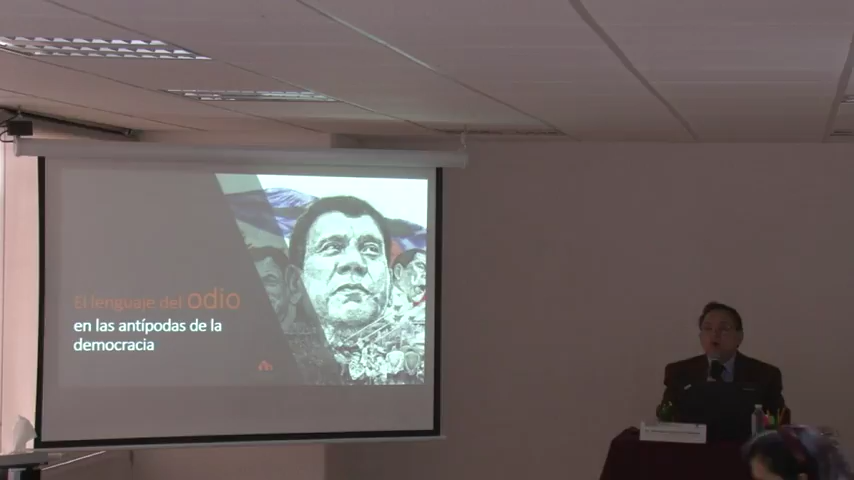 El lenguaje del odio
en las antípodas de la
democracia